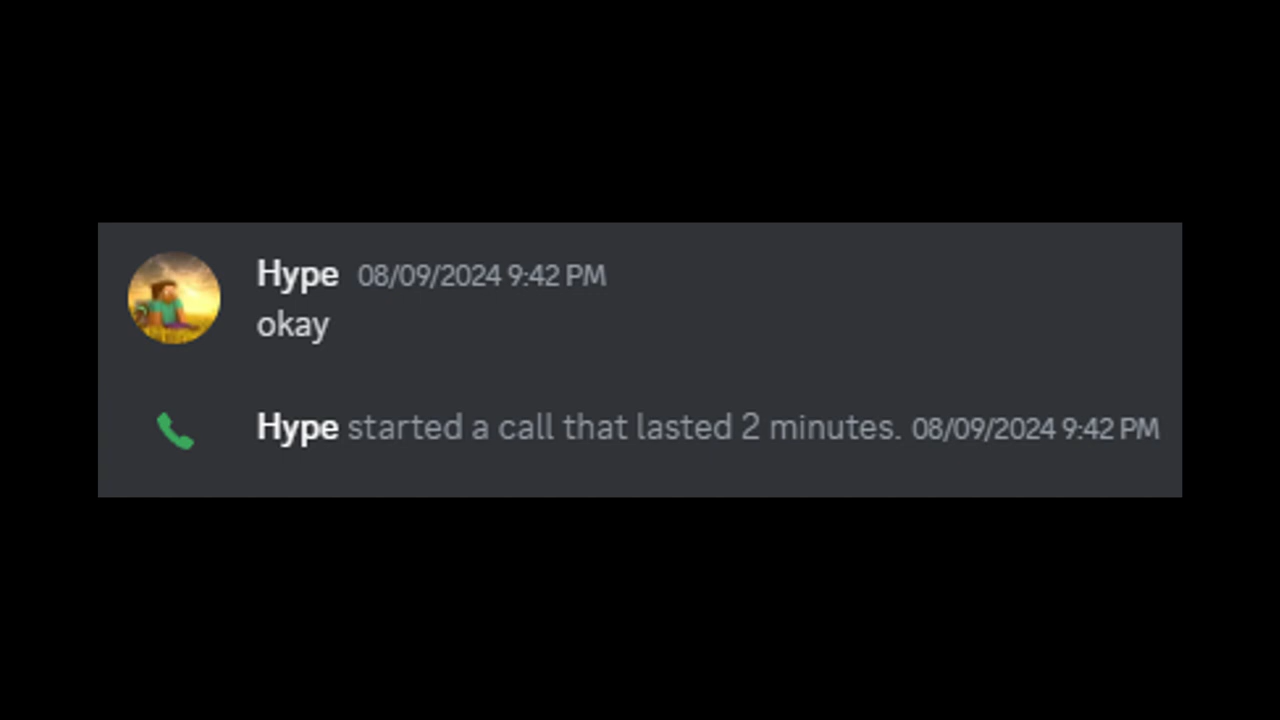 Hype 08/09/2024 9:42 PM
okay
Hype started a call that lasted 2 minutes. 08/09/2024 9:42 PM